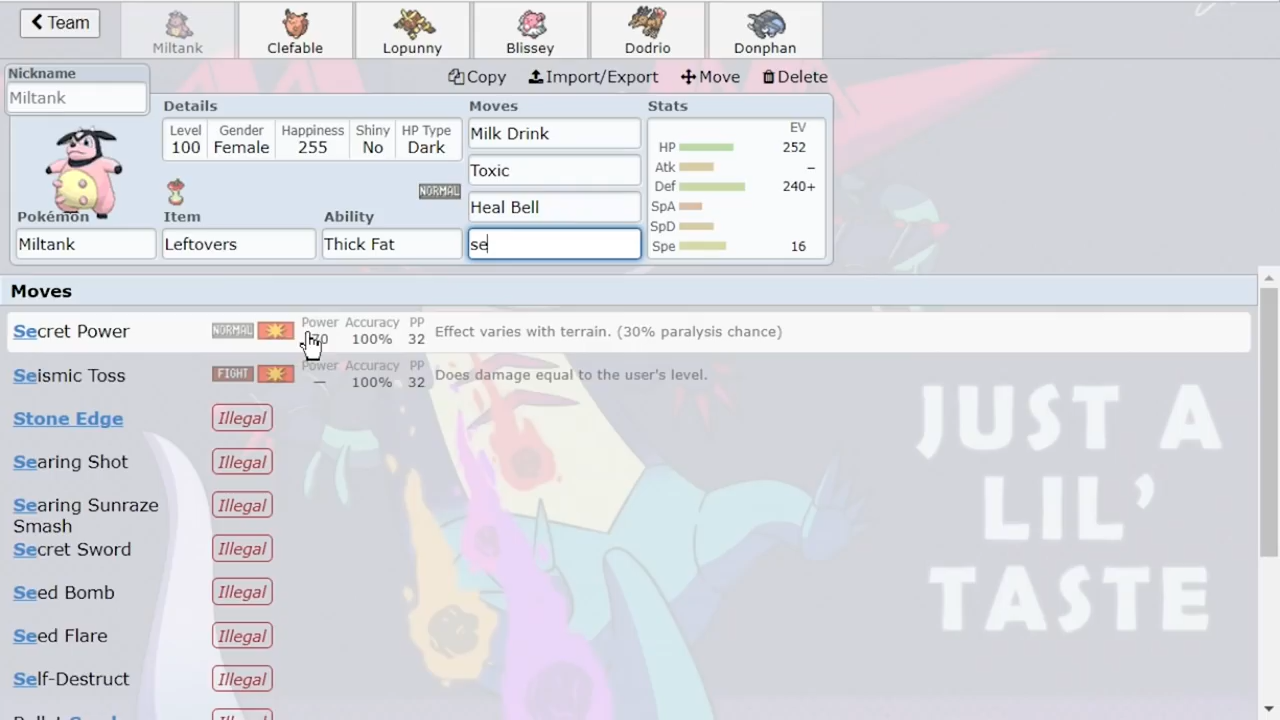 Team
Miltank
Clefable
Lopunny
Blissey
Dodrio
Donphan
Nickname
Miltank
Copy
Import/Export
Move
Delete
Details
Moves
Stats
Level
100
Gender
Female
Happiness
255
Shiny
No
HP Type
Dark
NORMAL
Pokémon
Miltank
Item
Leftovers
Ability
Thick Fat
Milk Drink
Toxic
Heal Bell
se
EV
HP 252
Atk –
Def 240+
SpA
SpD
Spe 16
Moves
Secret Power NORMAL Power Accuracy 100% PP 32 Effect varies with terrain. (30% paralysis chance)
Seismic Toss FIGHT Power — Accuracy 100% PP 32 Does damage equal to the user's level.
Stone Edge Illegal
Searing Shot Illegal
Searing Sunraze Illegal
Smash
Secret Sword Illegal
Seed Bomb Illegal
Seed Flare Illegal
Self-Destruct Illegal
JUST A
LIL'
TASTE